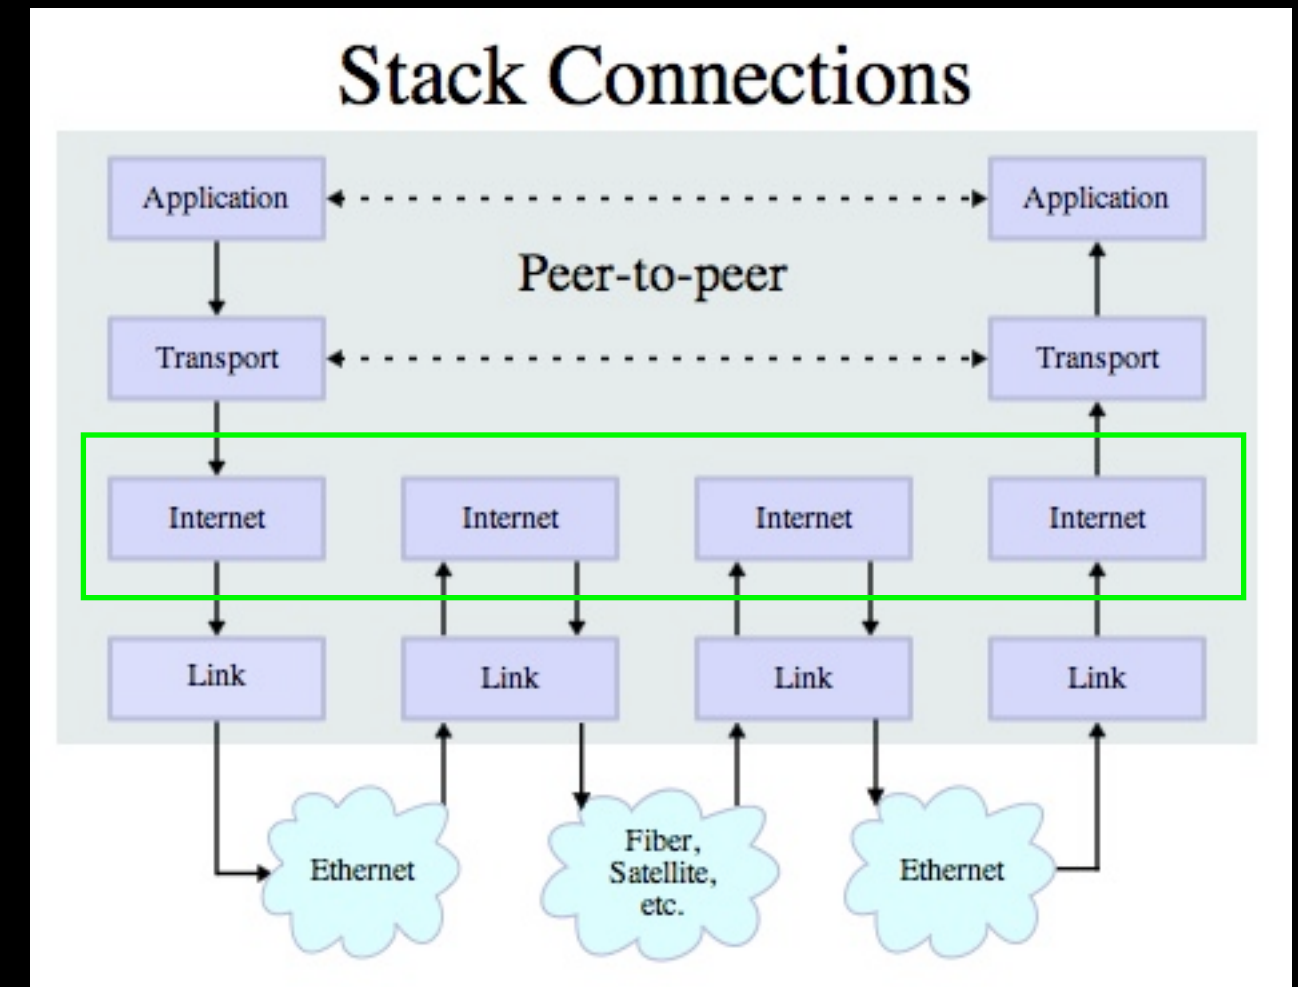 Stack Connections
Application
Application
Peer-to-peer
Transport
Transport
Internet
Internet
Internet
Internet
Link
Link
Link
Link
Ethernet
Fiber,
Satellite,
etc.
Ethernet